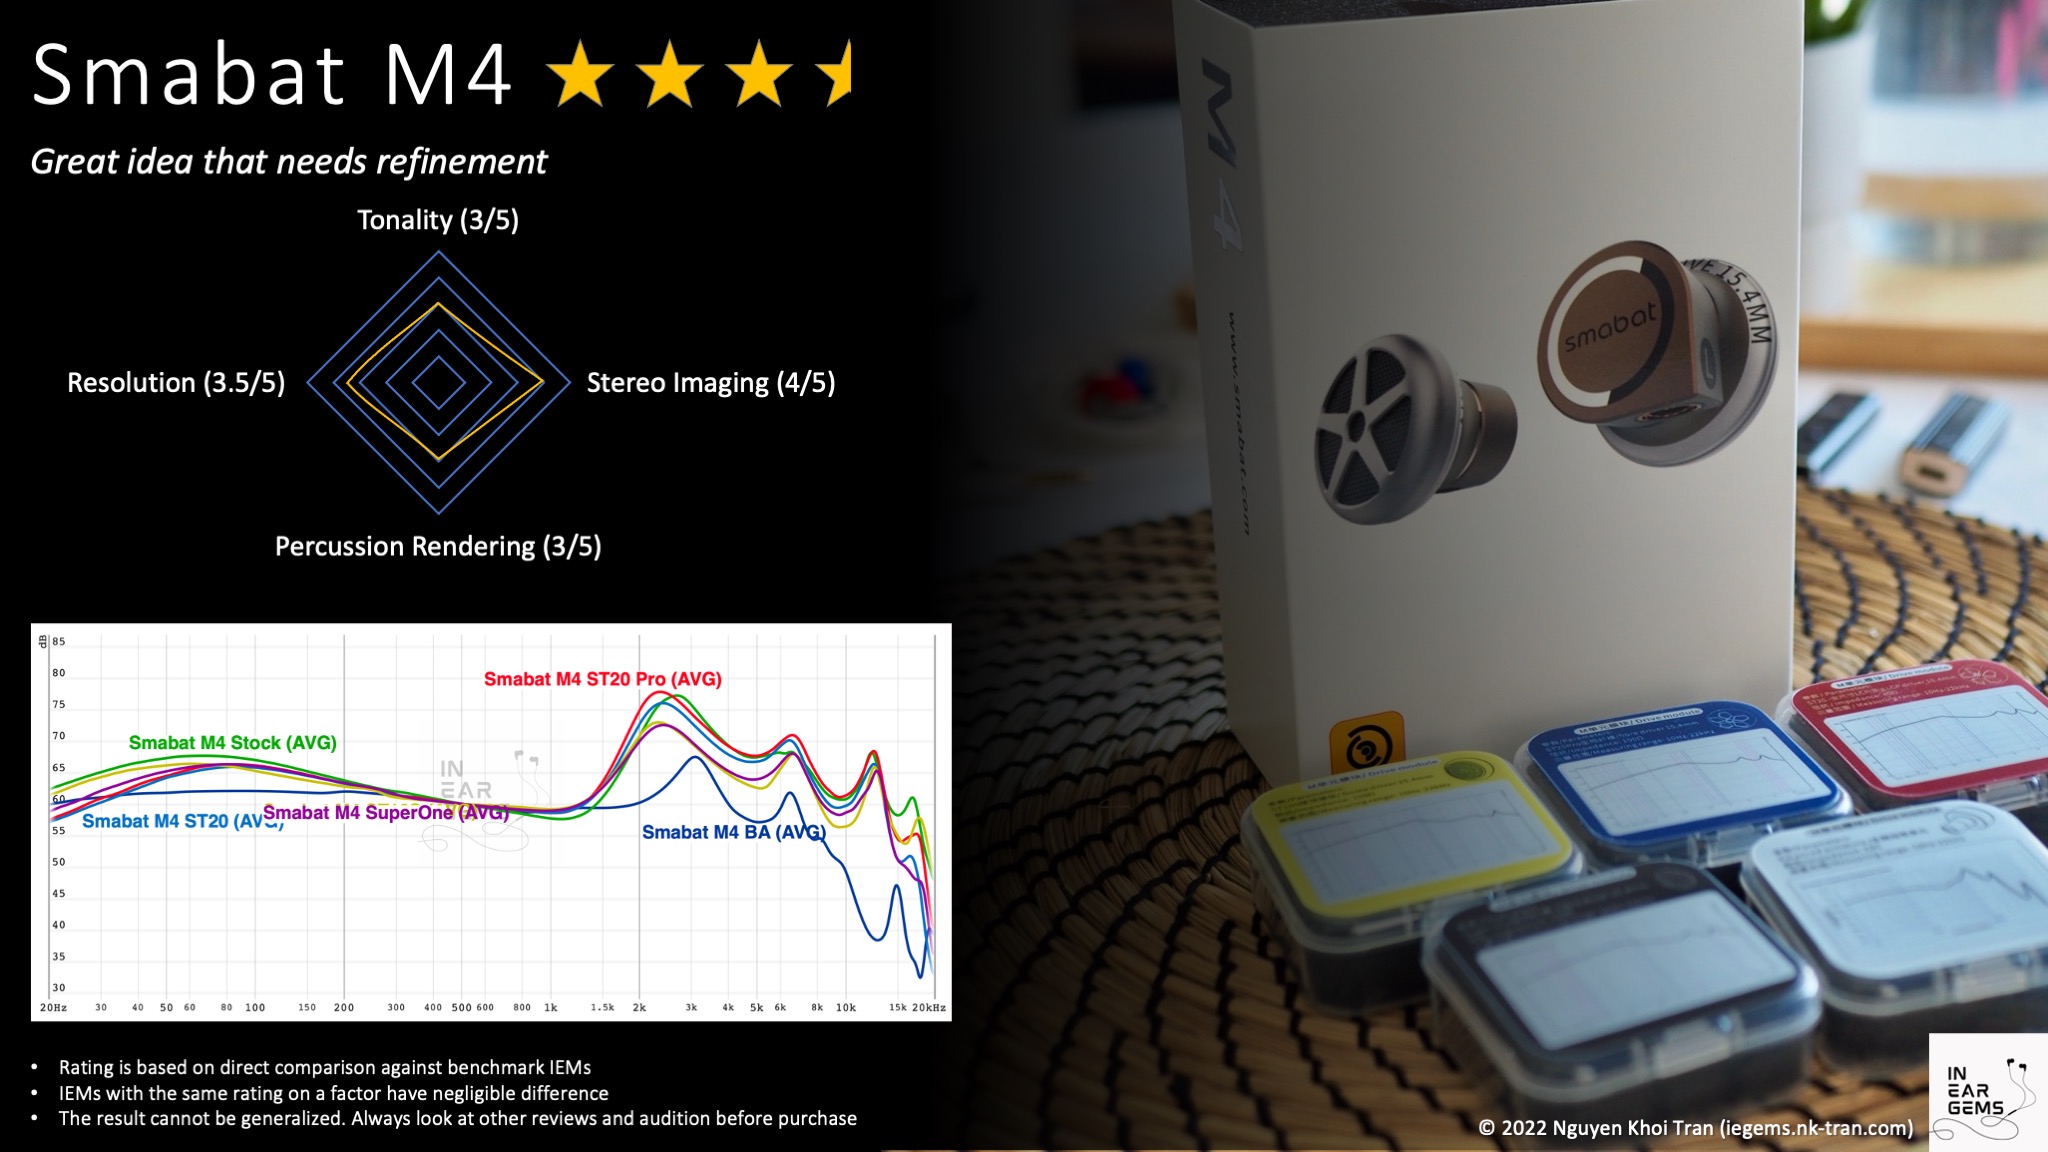 Smabat M4
Great idea that needs refinement
Tonality (3/5)
Resolution (3.5/5)
Stereo Imaging (4/5)
Percussion Rendering (3/5)
dB
85
80
75
70
65
60
55
50
45
40
35
30
Smabat M4 ST20 Pro (AVG)
Smabat M4 Stock (AVG)
IN
EAR
GEMS
Smabat M4 SuperOne (AVG)
Smabat M4 ST20 (AVG)
Smabat M4 BA (AVG)
20Hz 30 40 50 60 80 100 150 200 300 400 500 600 800 1k 1.5k 2k 3k 4k 5k 6k 8k 10k 15k 20kHz
• Rating is based on direct comparison against benchmark IEMs
• IEMs with the same rating on a factor have negligible difference
• The result cannot be generalized. Always look at other reviews and audition before purchase
M4
www.smabat.com
smabat
15.4MM
/ Drive module
/ Drive module
/ Drive module
© 2022 Nguyen Khoi Tran (iegems.nk-tran.com)
IN
EAR
GEMS